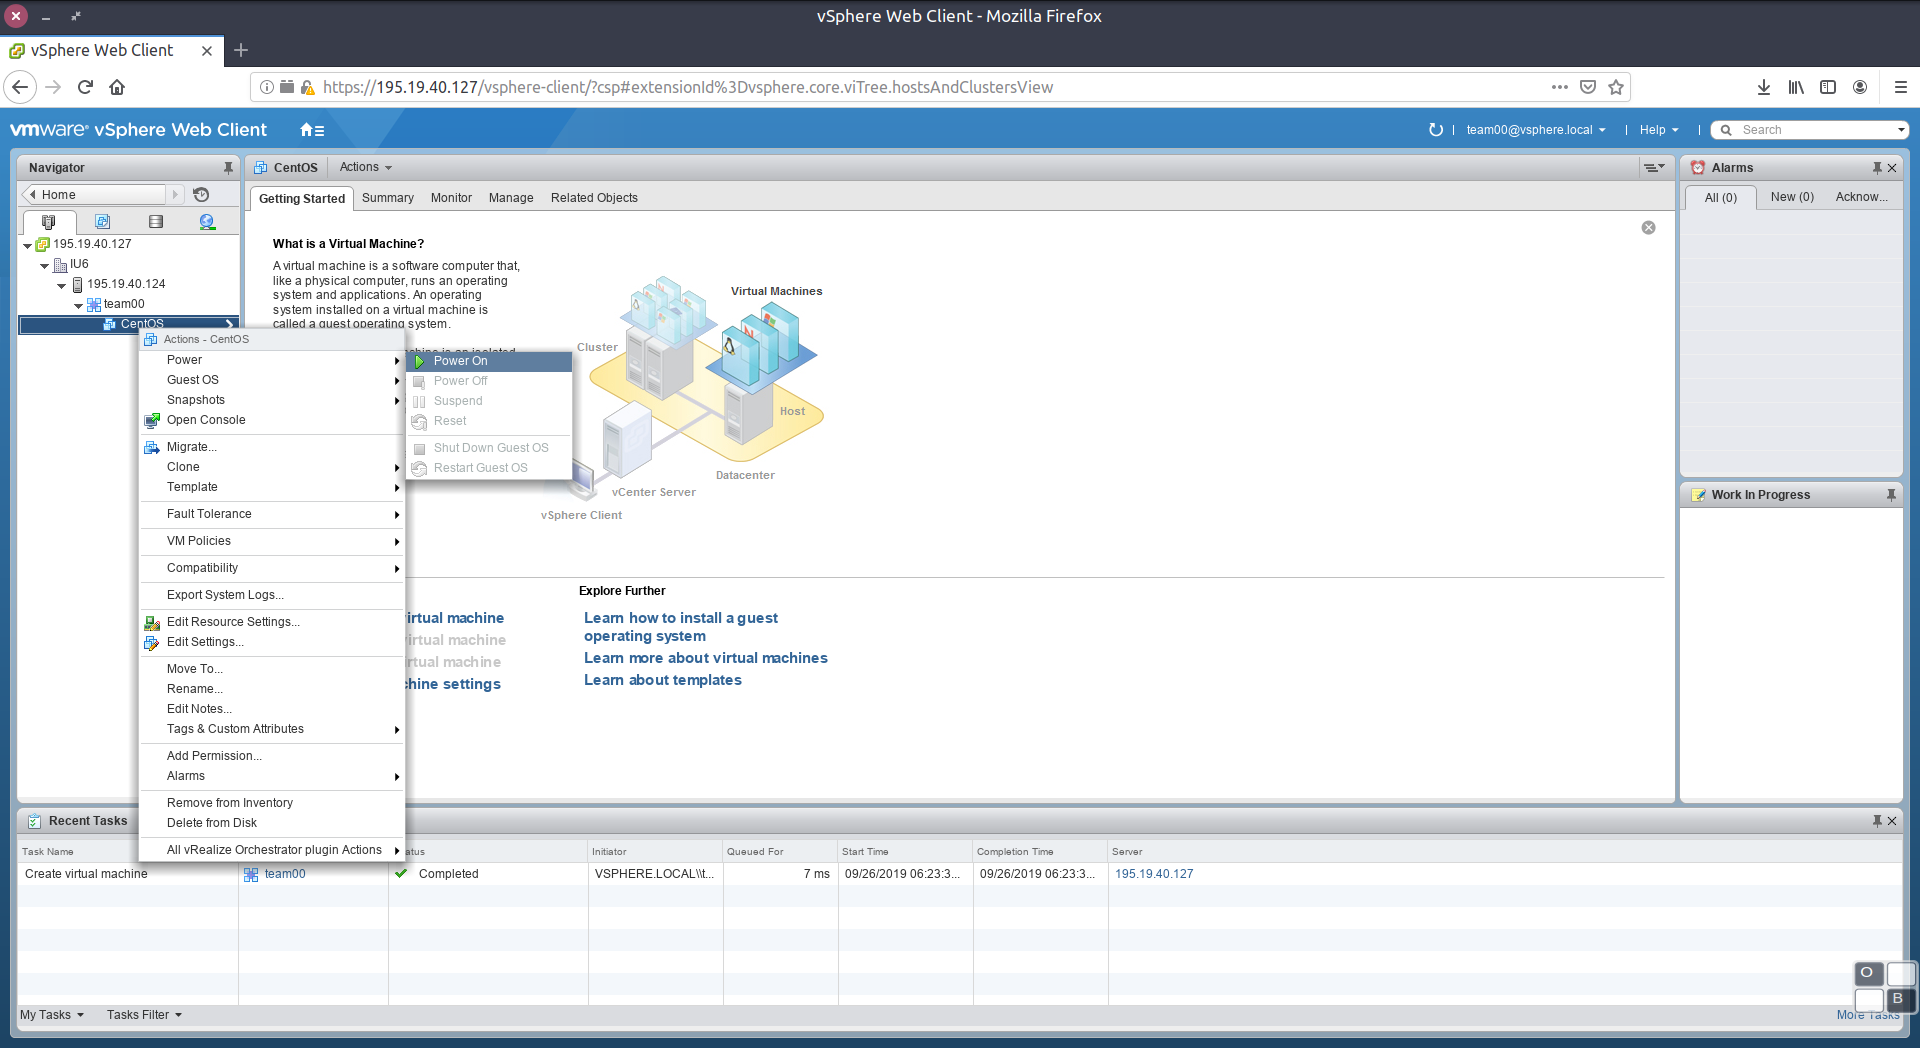 vSphere Web Client - Mozilla Firefox
vSphere Web Client
https://195.19.40.127/vsphere-client/?csp#extensionId%3Dvsphere.core.viTree.hostsAndClustersView
vmware® vSphere Web Client
team00@vsphere.local
Help
Search
Navigator
Home
195.19.40.127
IU6
195.19.40.124
team00
CentOS
CentOS
Actions
Getting Started
Summary
Monitor
Manage
Related Objects
What is a Virtual Machine?
A virtual machine is a software computer that,
like a physical computer, runs an operating
system and applications. An operating
system installed on a virtual machine is
called a guest operating system.
Virtual Machines
Cluster
Host
Datacenter
vCenter Server
vSphere Client
Actions - CentOS
Power
Guest OS
Snapshots
Open Console
Migrate...
Clone
Template
Fault Tolerance
VM Policies
Compatibility
Export System Logs...
Edit Resource Settings...
Edit Settings...
Move To...
Rename...
Edit Notes...
Tags & Custom Attributes
Add Permission...
Alarms
Remove from Inventory
Delete from Disk
All vRealize Orchestrator plugin Actions
Power On
Power Off
Suspend
Reset
Shut Down Guest OS
Restart Guest OS
virtual machine
virtual machine
virtual machine
machine settings
Explore Further
Learn how to install a guest
operating system
Learn more about virtual machines
Learn about templates
Alarms
All (0)
New (0)
Acknow...
Work In Progress
Recent Tasks
Task Name
Initiator
Queued For
Start Time
Completion Time
Server
Create virtual machine
team00
Completed
VSPHERE.LOCAL\\t...
7 ms
09/26/2019 06:23:3...
09/26/2019 06:23:3...
195.19.40.127
My Tasks
Tasks Filter
More Tasks
O
B